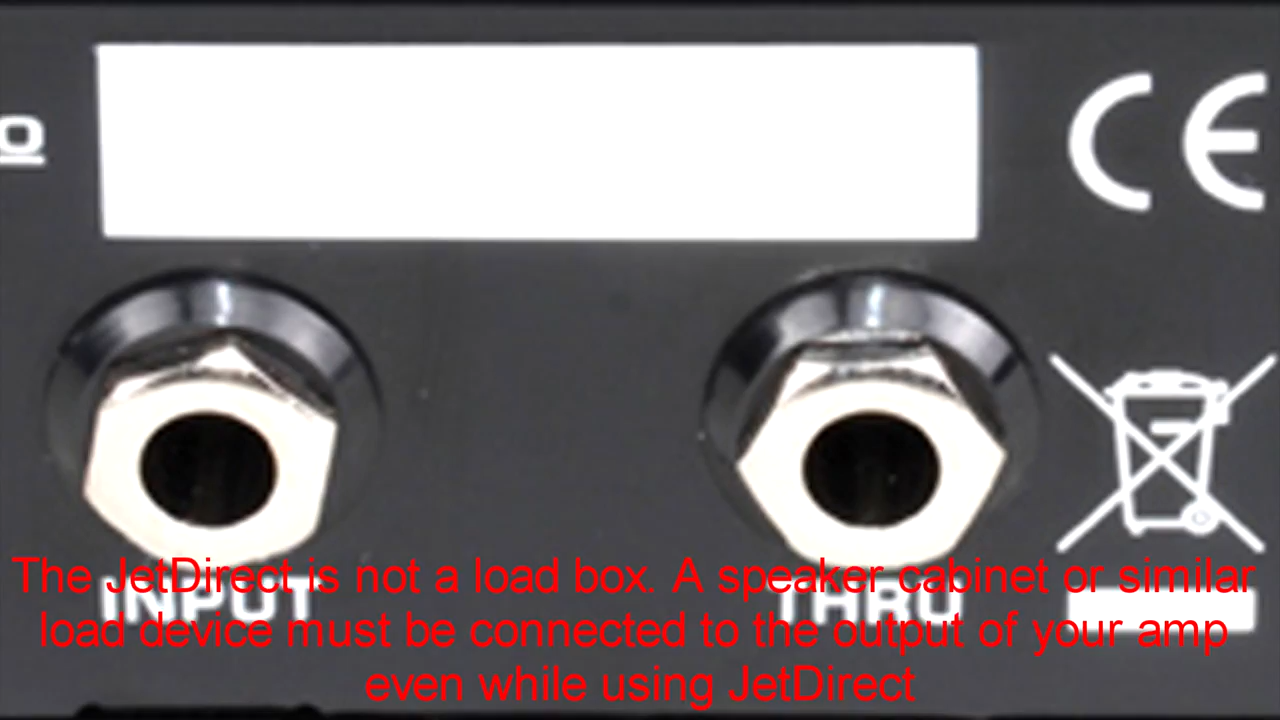 CE
INPUT THRU
The JetDirect is not a load box. A speaker cabinet or similar
load device must be connected to the output of your amp
even while using JetDirect